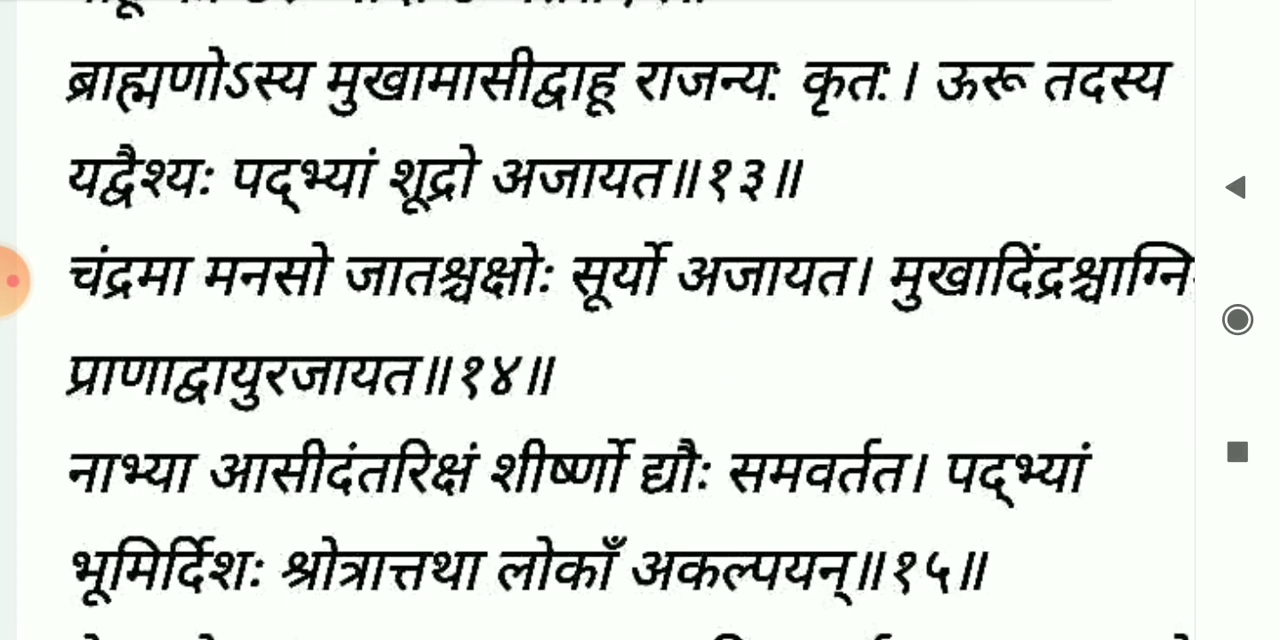 ब्राह्मणोऽस्य मुखामासीद्वाहू राजन्य: कृत:। ऊरू तदस्य
यद्वैश्यः पद्भ्यां शूद्रो अजायत॥१३॥
चंद्रमा मनसो जातश्चक्षोः सूर्यो अजायत। मुखादिंद्रश्चाग्नि
प्राणाद्वायुरजायत॥१४॥
नाभ्या आसीदंतरिक्षं शीर्ष्णो द्यौः समवर्तत। पद्भ्यां
भूमिर्दिशः श्रोत्रात्तथा लोकाँ अकल्पयन्॥१५॥